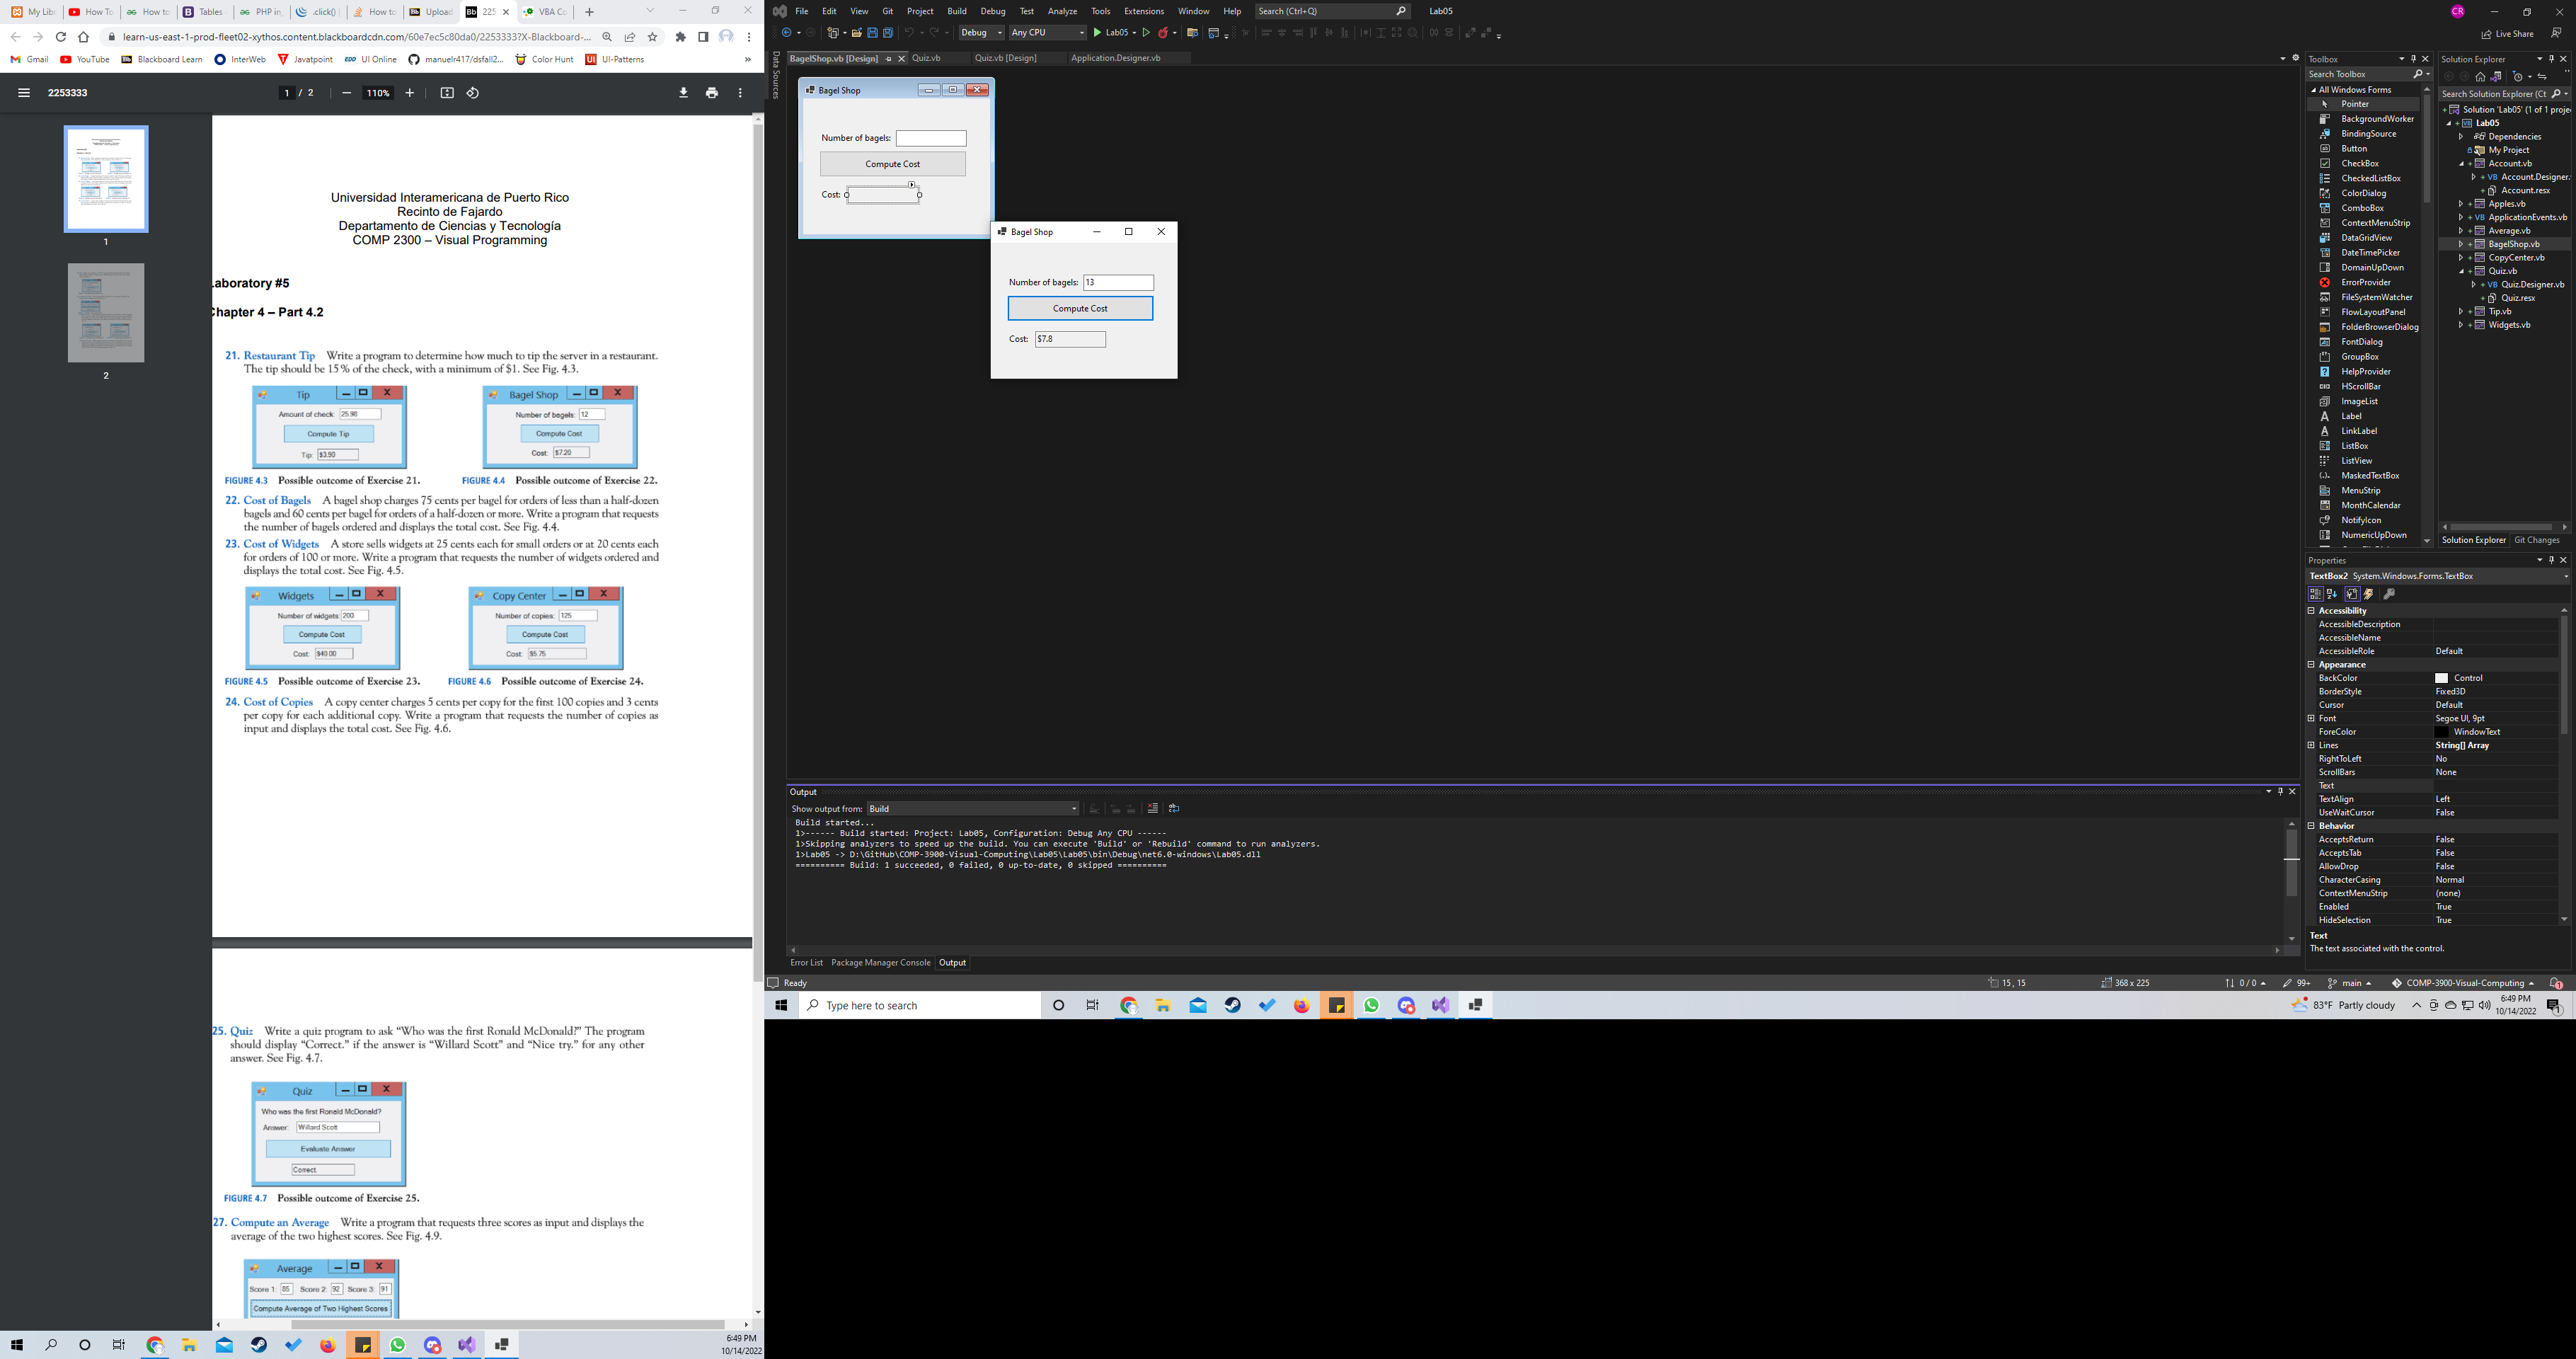 My Lib
How To
How to
Tables
PHP in
.click()
How to
Upload
225
VBA Co
learn-us-east-1-prod-fleet02-xythos.content.blackboardcdn.com/60e7ec5c80da0/2253333?X-Blackboard-...
Gmail YouTube Blackboard Learn InterWeb Javatpoint UI Online manuelr417/dsfall2... Color Hunt UI-Patterns
2253333
1 / 2
110%
1
2
Universidad Interamericana de Puerto Rico
Recinto de Fajardo
Departamento de Ciencias y Tecnología
COMP 2300 – Visual Programming
aboratory #5
hapter 4 – Part 4.2
21. Restaurant Tip Write a program to determine how much to tip the server in a restaurant.
The tip should be 15% of the check, with a minimum of $1. See Fig. 4.3.
Tip
Amount of check: 25.98
Compute Tip
Tip: $3.90
Bagel Shop
Number of bagels: 12
Compute Cost
Cost: $7.20
FIGURE 4.3 Possible outcome of Exercise 21.
FIGURE 4.4 Possible outcome of Exercise 22.
22. Cost of Bagels A bagel shop charges 75 cents per bagel for orders of less than a half-dozen
bagels and 60 cents per bagel for orders of a half-dozen or more. Write a program that requests
the number of bagels ordered and displays the total cost. See Fig. 4.4.
23. Cost of Widgets A store sells widgets at 25 cents each for small orders or at 20 cents each
for orders of 100 or more. Write a program that requests the number of widgets ordered and
displays the total cost. See Fig. 4.5.
Widgets
Number of widgets: 200
Compute Cost
Cost: $40.00
Copy Center
Number of copies: 125
Compute Cost
Cost: $5.75
FIGURE 4.5 Possible outcome of Exercise 23.
FIGURE 4.6 Possible outcome of Exercise 24.
24. Cost of Copies A copy center charges 5 cents per copy for the first 100 copies and 3 cents
per copy for each additional copy. Write a program that requests the number of copies as
input and displays the total cost. See Fig. 4.6.
25. Quiz Write a quiz program to ask “Who was the first Ronald McDonald?” The program
should display “Correct.” if the answer is “Willard Scott” and “Nice try.” for any other
answer. See Fig. 4.7.
Quiz
Who was the first Ronald McDonald?
Answer: Willard Scott
Evaluate Answer
Correct
FIGURE 4.7 Possible outcome of Exercise 25.
27. Compute an Average Write a program that requests three scores as input and displays the
average of the two highest scores. See Fig. 4.9.
Average
Score 1: 85 Score 2: 92 Score 3: 91
Compute Average of Two Highest Scores
6:49 PM
10/14/2022
File Edit View Git Project Build Debug Test Analyze Tools Extensions Window Help Search (Ctrl+Q) Lab05
CR
Debug Any CPU Lab05
Live Share
Data Sources
BagelShop.vb [Design] Quiz.vb Quiz.vb [Design] Application.Designer.vb
Bagel Shop
Number of bagels:
Compute Cost
Cost:
Bagel Shop
Number of bagels: 13
Compute Cost
Cost: $7.8
Output
Show output from: Build
Build started...
1>------ Build started: Project: Lab05, Configuration: Debug Any CPU ------
1>Skipping analyzers to speed up the build. You can execute 'Build' or 'Rebuild' command to run analyzers.
1>Lab05 -> D:\GitHub\COMP-3900-Visual-Computing\Lab05\Lab05\bin\Debug\net6.0-windows\Lab05.dll
========== Build: 1 succeeded, 0 failed, 0 up-to-date, 0 skipped ==========
Error List Package Manager Console Output
Toolbox
Search Toolbox
All Windows Forms
Pointer
BackgroundWorker
BindingSource
Button
CheckBox
CheckedListBox
ColorDialog
ComboBox
ContextMenuStrip
DataGridView
DateTimePicker
DomainUpDown
ErrorProvider
FileSystemWatcher
FlowLayoutPanel
FolderBrowserDialog
FontDialog
GroupBox
HelpProvider
HScrollBar
ImageList
Label
LinkLabel
ListBox
ListView
MaskedTextBox
MenuStrip
MonthCalendar
NotifyIcon
NumericUpDown
Solution Explorer
Search Solution Explorer (Ct
Solution 'Lab05' (1 of 1 proje
Lab05
Dependencies
My Project
Account.vb
Account.Designer.
Account.resx
Apples.vb
ApplicationEvents.vb
Average.vb
BagelShop.vb
CopyCenter.vb
Quiz.vb
Quiz.Designer.vb
Quiz.resx
Tip.vb
Widgets.vb
Solution Explorer Git Changes
Properties
TextBox2 System.Windows.Forms.TextBox
Accessibility
AccessibleDescription
AccessibleName
AccessibleRole Default
Appearance
BackColor Control
BorderStyle Fixed3D
Cursor Default
Font Segoe UI, 9pt
ForeColor WindowText
Lines String[] Array
RightToLeft No
ScrollBars None
Text
TextAlign Left
UseWaitCursor False
Behavior
AcceptsReturn False
AcceptsTab False
AllowDrop False
CharacterCasing Normal
ContextMenuStrip (none)
Enabled True
HideSelection True
Text
The text associated with the control.
Ready
15 , 15
368 x 225
0 / 0
99+
main
COMP-3900-Visual-Computing
Type here to search
83°F Partly cloudy
6:49 PM
10/14/2022